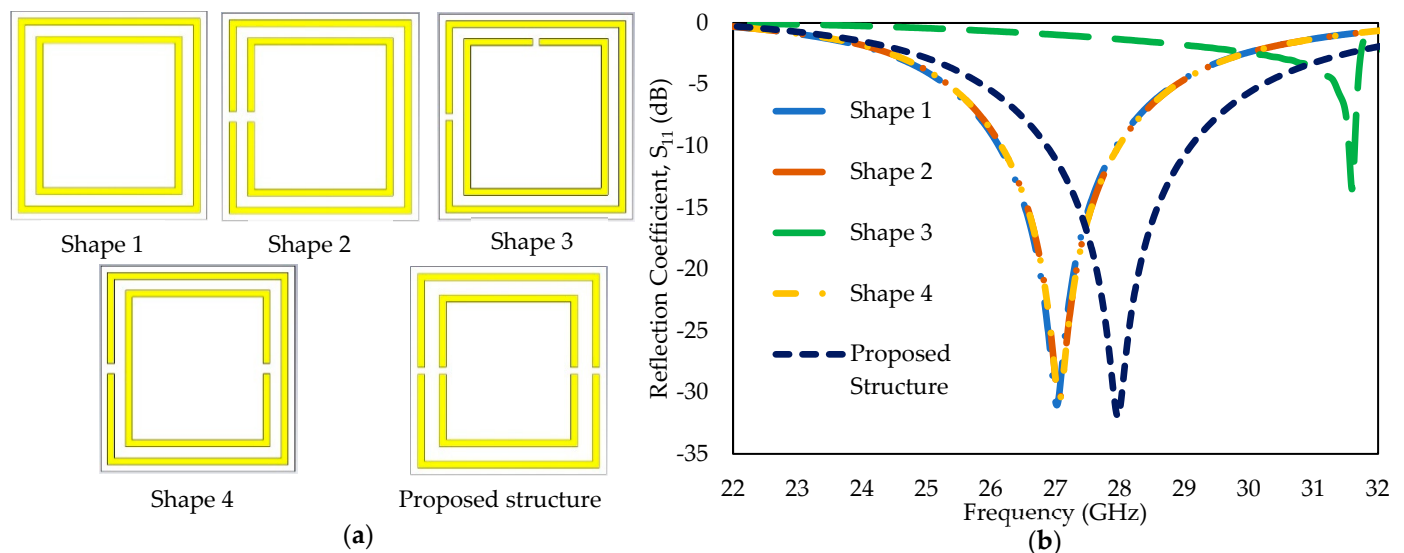 Shape 1
Shape 2
Shape 3
Shape 4
Proposed structure
(a)
Reflection Coefficient, S11 (dB)
0
-5
-10
-15
-20
-25
-30
-35
Shape 1
Shape 2
Shape 3
Shape 4
Proposed
Structure
22 23 24 25 26 27 28 29 30 31 32
Frequency (GHz)
(b)